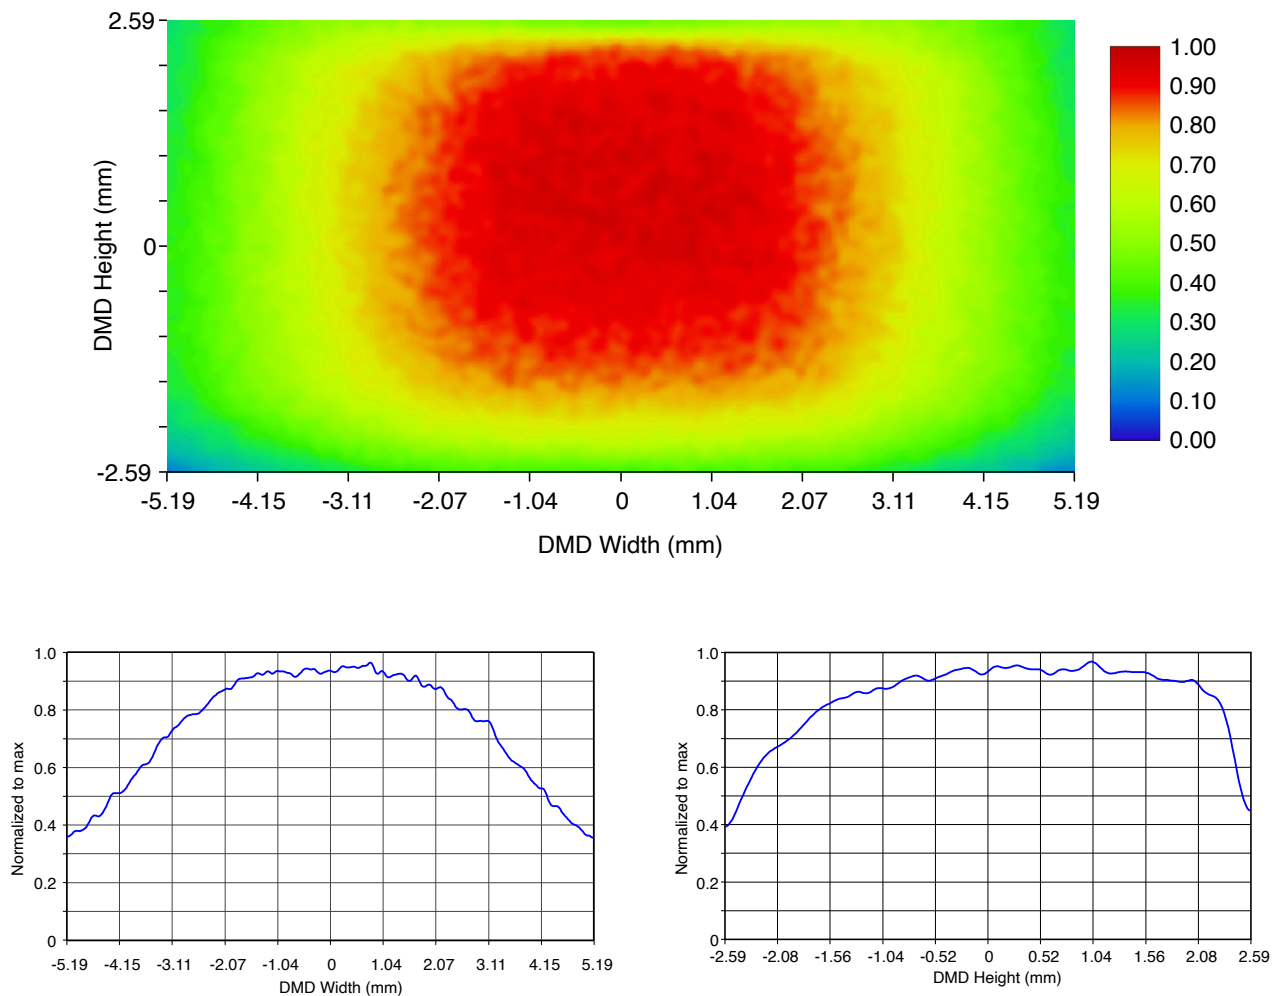 2.59
0
-2.59
DMD Height (mm)
-5.19 -4.15 -3.11 -2.07 -1.04 0 1.04 2.07 3.11 4.15 5.19
DMD Width (mm)
1.00
0.90
0.80
0.70
0.60
0.50
0.40
0.30
0.20
0.10
0.00
1.0
0.8
0.6
0.4
0.2
0
Normalized to max
-5.19 -4.15 -3.11 -2.07 -1.04 0 1.04 2.07 3.11 4.15 5.19
DMD Width (mm)
1.0
0.8
0.6
0.4
0.2
0
Normalized to max
-2.59 -2.08 -1.56 -1.04 -0.52 0 0.52 1.04 1.56 2.08 2.59
DMD Height (mm)